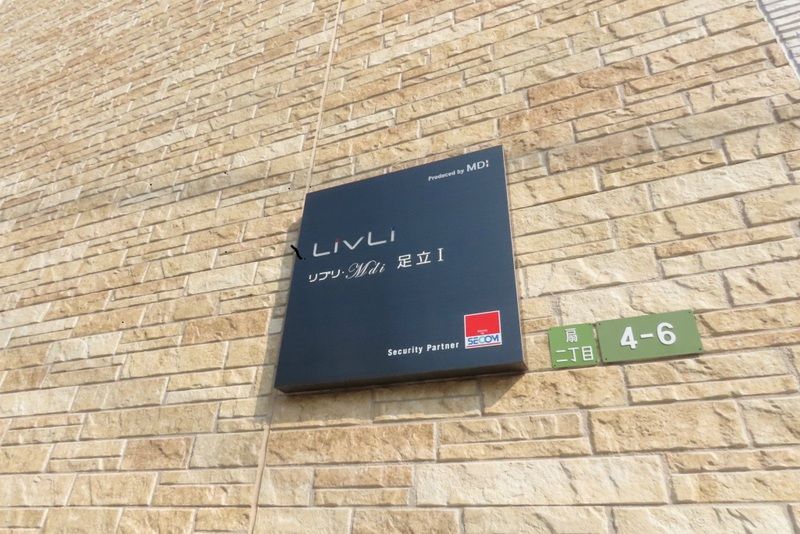 Produced by MDI
LiVLi
リブリ・Mdi 足立 I
Security Partner
SECOM
扇
二丁目
4-6